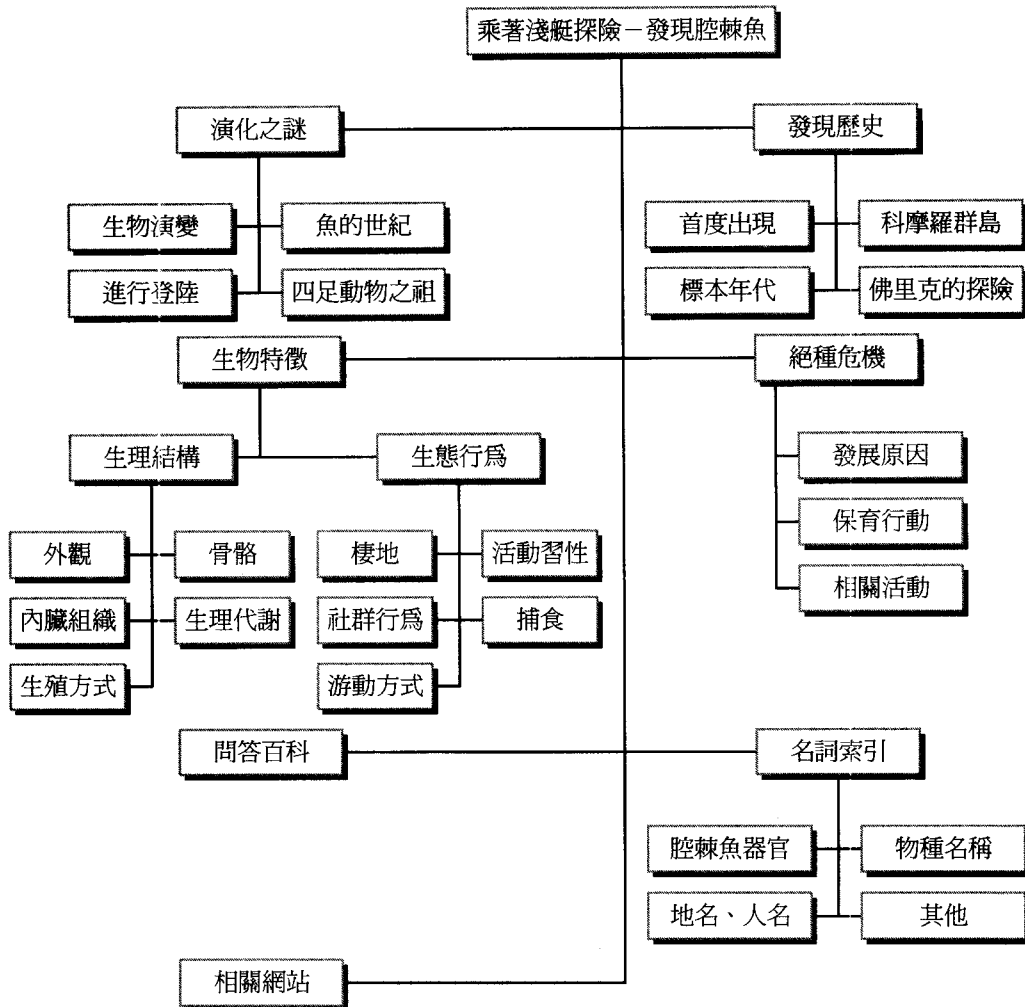 乘著淺艇探險－發現腔棘魚
演化之謎
發現歷史
生物演變
魚的世紀
首度出現
科摩羅群島
進行登陸
四足動物之祖
標本年代
佛里克的探險
生物特徵
絕種危機
生理結構
生態行為
發展原因
外觀
骨骼
棲地
活動習性
保育行動
內臟組織
生理代謝
社群行為
捕食
相關活動
生殖方式
游動方式
問答百科
名詞索引
腔棘魚器官
物種名稱
地名、人名
其他
相關網站